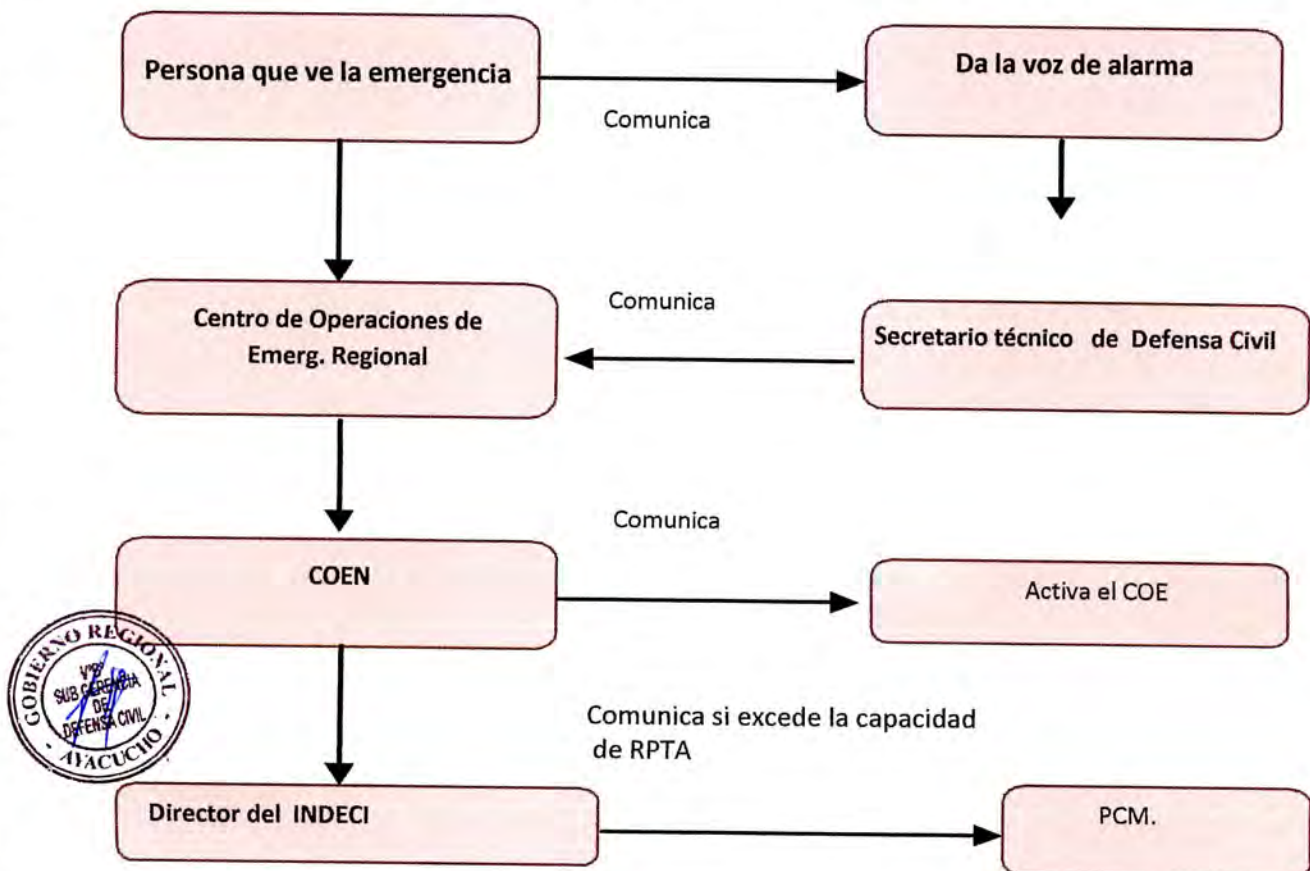 Persona que ve la emergencia
Da la voz de alarma
Comunica
Centro de Operaciones de
Emerg. Regional
Comunica
Secretario técnico de Defensa Civil
Comunica
COEN
Activa el COE
GOBIERNO REGIONAL
V°B°
SUB GERENCIA
DE
DEFENSA CIVIL
- AYACUCHO -
Comunica si excede la capacidad
de RPTA
Director del INDECI
PCM.